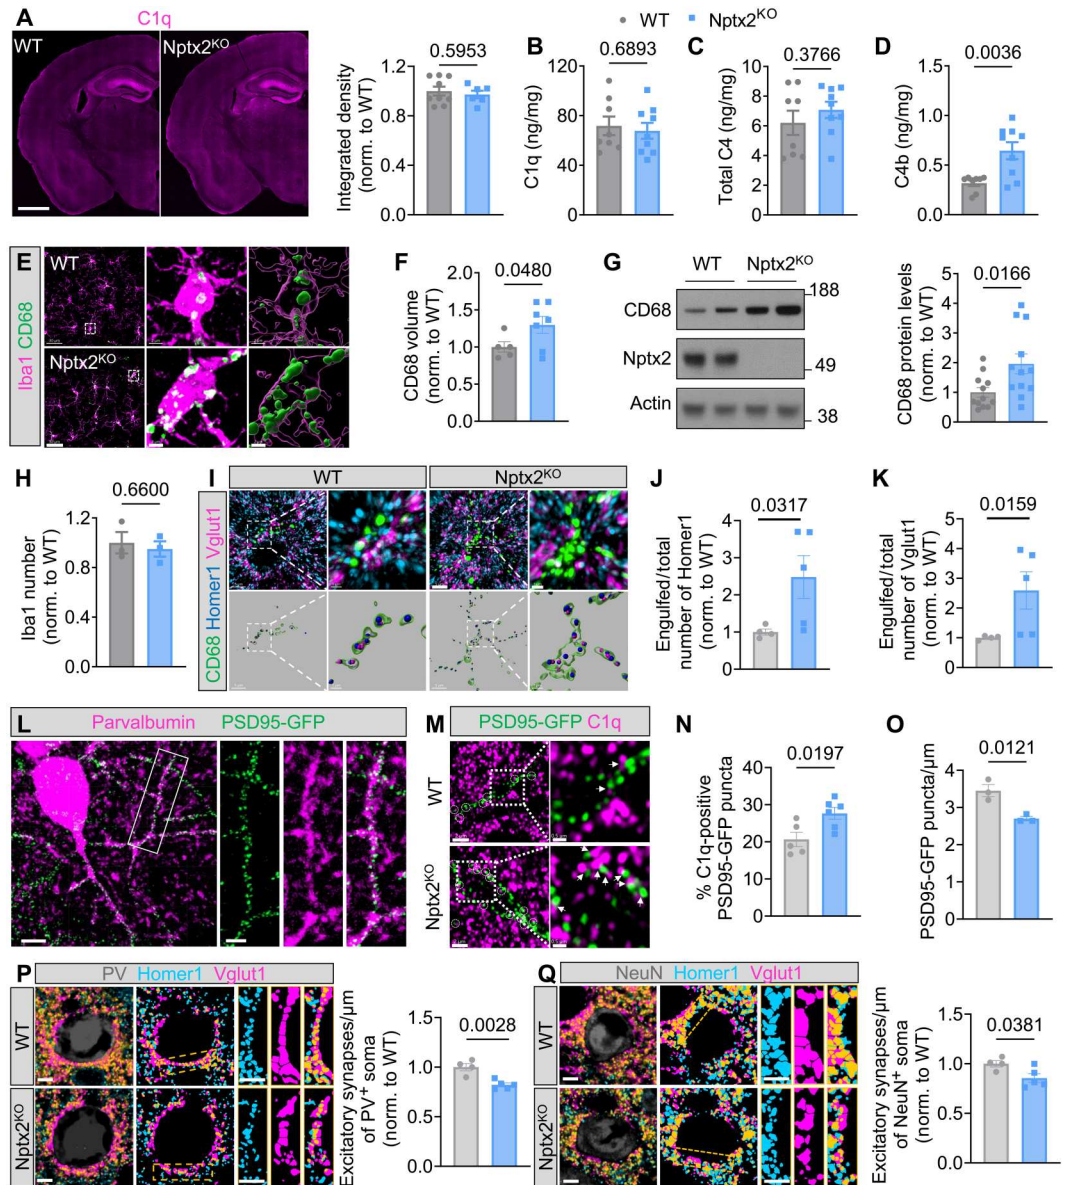 WT Nptx2KO
A
C1q
WT
Nptx2KO
Integrated density
(norm. to WT)
0.5953
1.2
0.8
0.4
0.0
B
C1q (ng/mg)
0.6893
120
80
40
0
C
Total C4 (ng/mg)
0.3766
10
8
6
4
2
0
D
C4b (ng/mg)
0.0036
1.5
1.0
0.5
0.0
E
Iba1 CD68
WT
Nptx2KO
F
CD68 volume
(norm. to WT)
0.0480
2.0
1.5
1.0
0.5
0.0
G
WT Nptx2KO
CD68
188
Nptx2
49
Actin
38
CD68 protein levels
(norm. to WT)
0.0166
5
4
3
2
1
0
H
Iba1 number
(norm. to WT)
0.6600
1.2
0.8
0.4
0.0
I
WT
Nptx2KO
CD68 Homer1 Vglut1
J
Engulfed/total
number of Homer1
(norm. to WT)
0.0317
4
3
2
1
0
K
Engulfed/total
number of Vglut1
(norm. to WT)
0.0159
5
4
3
2
1
0
L
Parvalbumin PSD95-GFP
M
PSD95-GFP C1q
WT
Nptx2KO
N
% C1q-positive
PSD95-GFP puncta
0.0197
40
30
20
10
0
O
PSD95-GFP puncta/µm
0.0121
4
3
2
1
0
P
PV Homer1 Vglut1
WT
Nptx2KO
Excitatory synapses/µm
of PV+ soma
(norm. to WT)
0.0028
1.5
1.0
0.5
0.0
Q
NeuN Homer1 Vglut1
WT
Nptx2KO
Excitatory synapses/µm
of NeuN+ soma
(norm. to WT)
0.0381
1.5
1.0
0.5
0.0